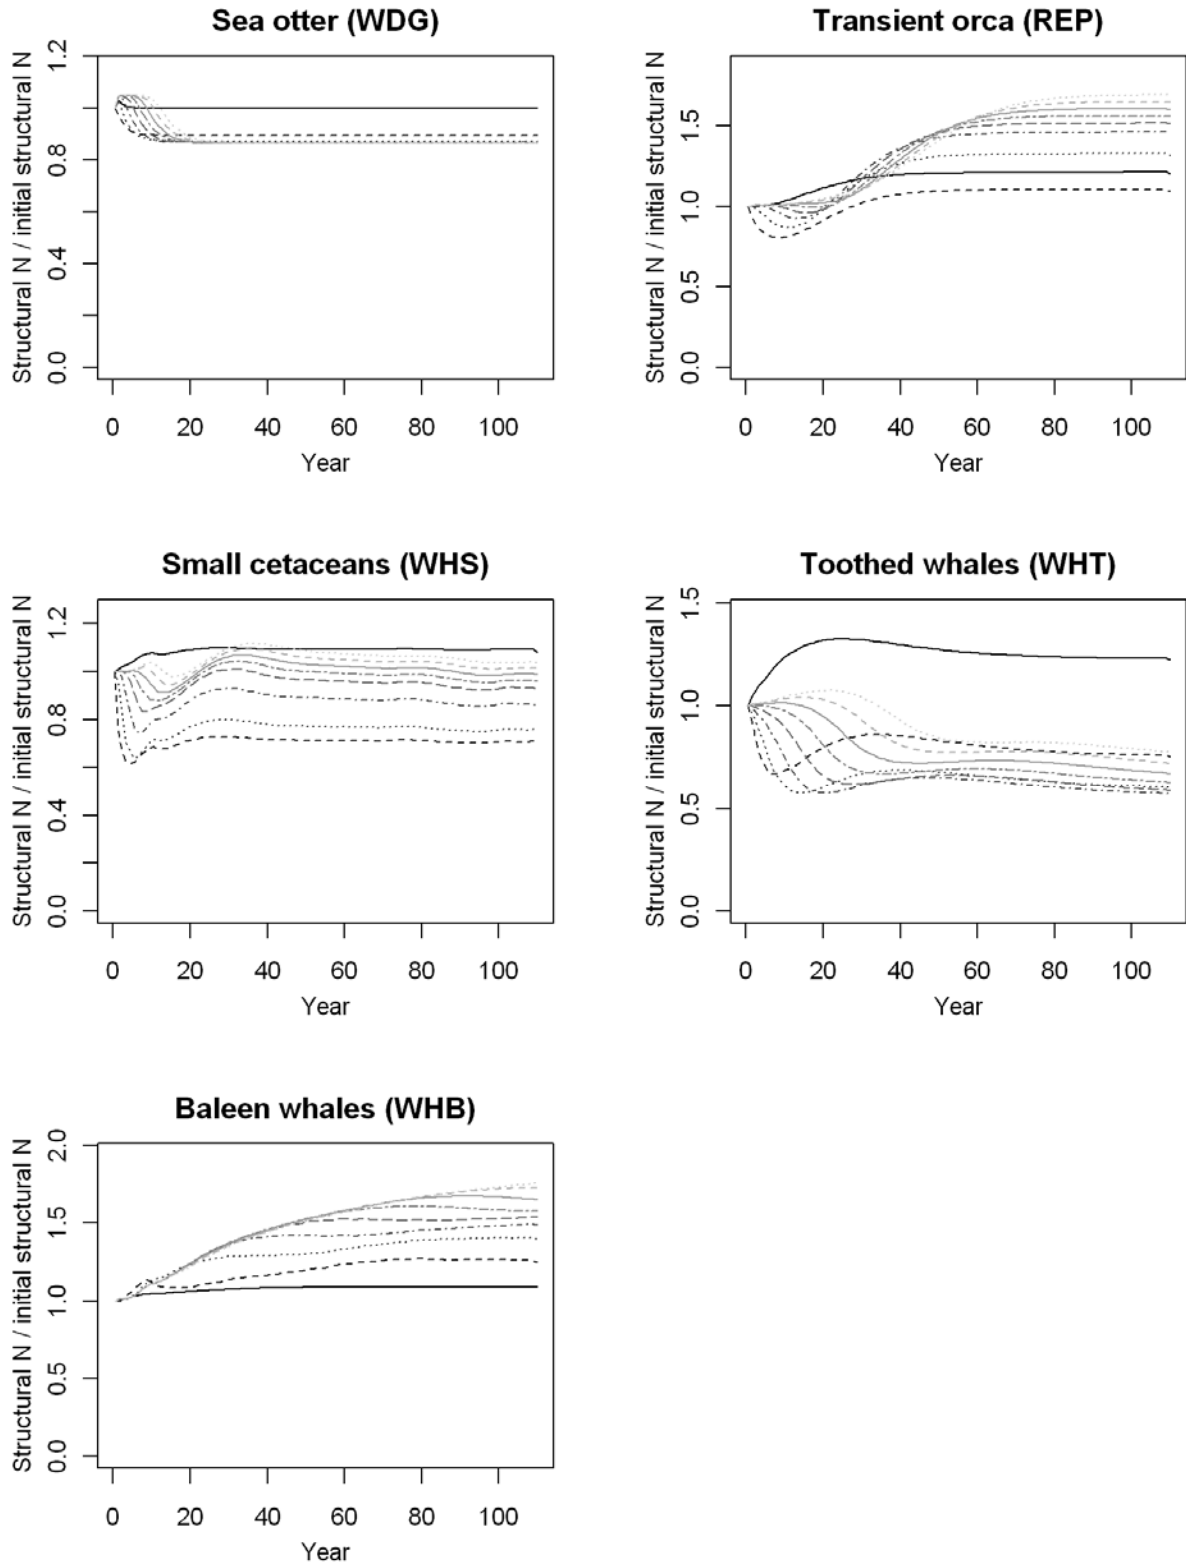 Sea otter (WDG)
Structural N / initial structural N
0.0 0.4 0.8 1.2
0 20 40 60 80 100
Year
Transient orca (REP)
Structural N / initial structural N
0.0 0.5 1.0 1.5
0 20 40 60 80 100
Year
Small cetaceans (WHS)
Structural N / initial structural N
0.0 0.4 0.8 1.2
0 20 40 60 80 100
Year
Toothed whales (WHT)
Structural N / initial structural N
0.0 0.5 1.0 1.5
0 20 40 60 80 100
Year
Baleen whales (WHB)
Structural N / initial structural N
0.0 0.5 1.0 1.5 2.0
0 20 40 60 80 100
Year